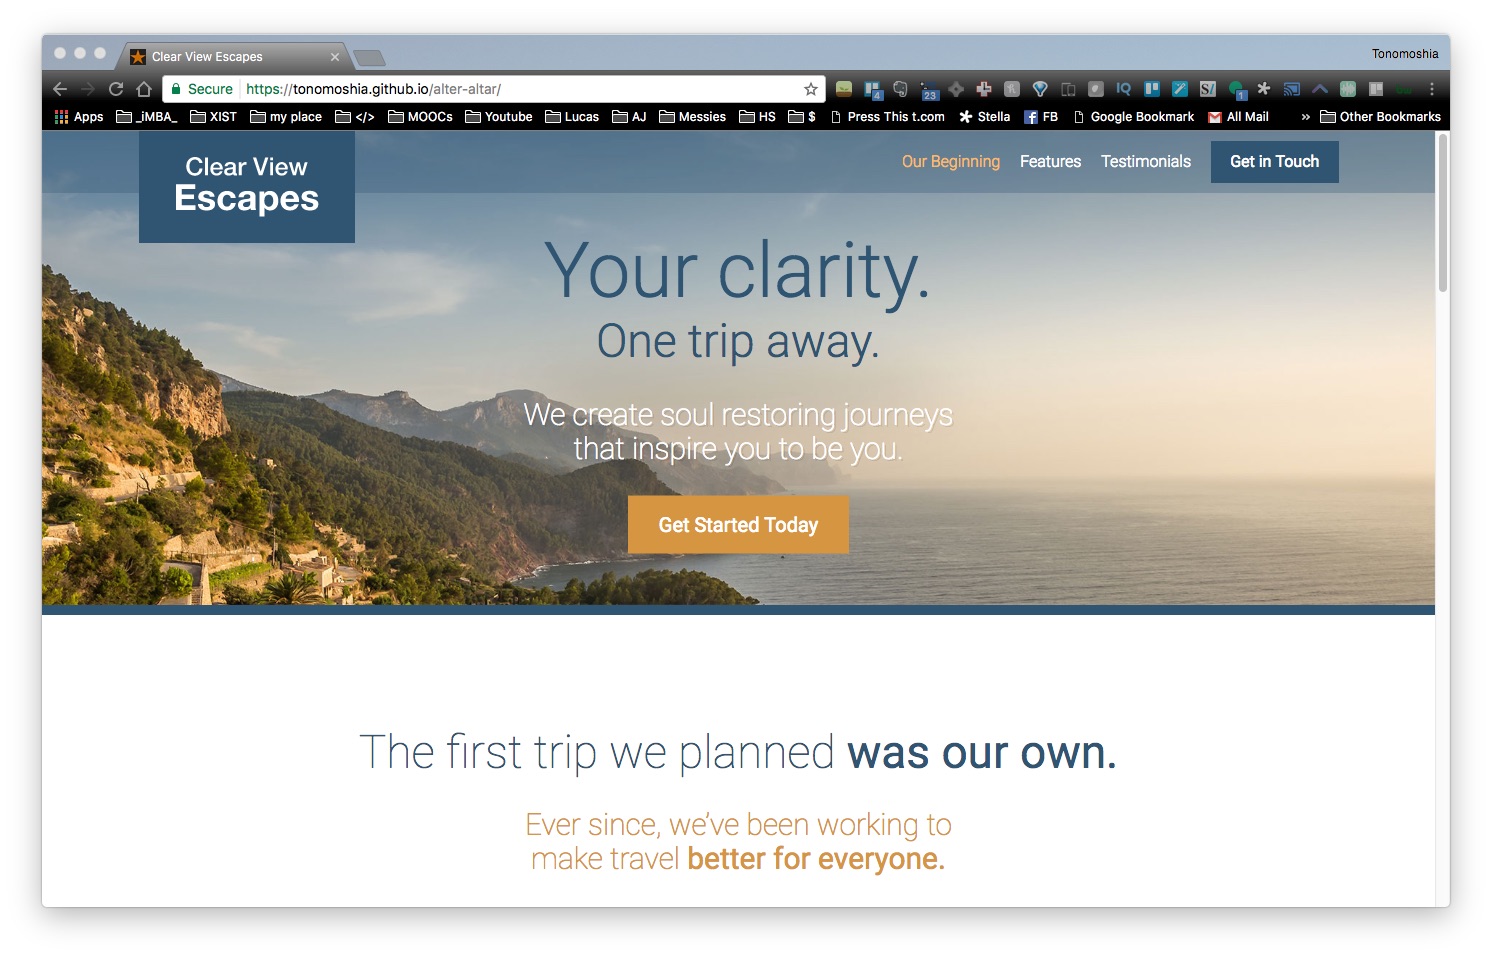 Clear View Escapes
Tonomoshia
Secure https://tonomoshia.github.io/alter-altar/
4
23
IQ
S/
1
Apps _iMBA_ XIST my place </> MOOCs Youtube Lucas AJ Messies HS $ Press This t.com Stella FB Google Bookmark All Mail » Other Bookmarks
Clear View
Escapes
Our Beginning Features Testimonials Get in Touch
Your clarity.
One trip away.
We create soul restoring journeys
that inspire you to be you.
Get Started Today
The first trip we planned was our own.
Ever since, we’ve been working to
make travel better for everyone.